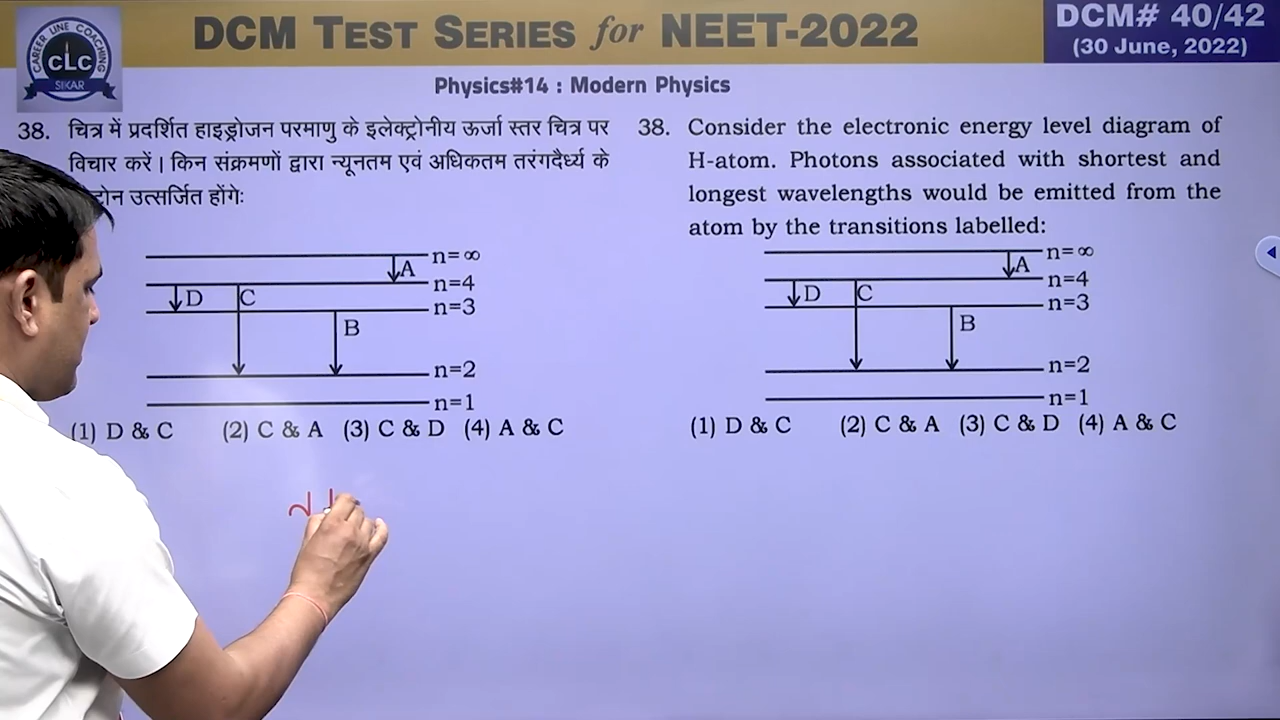 DCM TEST SERIES for NEET-2022
DCM# 40/42
(30 June, 2022)
CAREER LINE COACHING
CLC
SIKAR
Physics#14 : Modern Physics
38. चित्र में प्रदर्शित हाइड्रोजन परमाणु के इलेक्ट्रोनीय ऊर्जा स्तर चित्र पर
विचार करें। किन संक्रमणों द्वारा न्यूनतम एवं अधिकतम तरंगदैर्ध्य के
उत्सर्जित होंगेः
n=∞
A
n=4
D
C
n=3
B
n=2
n=1
(1) D & C (2) C & A (3) C & D (4) A & C
38. Consider the electronic energy level diagram of
H-atom. Photons associated with shortest and
longest wavelengths would be emitted from the
atom by the transitions labelled:
n=∞
A
n=4
D
C
n=3
B
n=2
n=1
(1) D & C (2) C & A (3) C & D (4) A & C